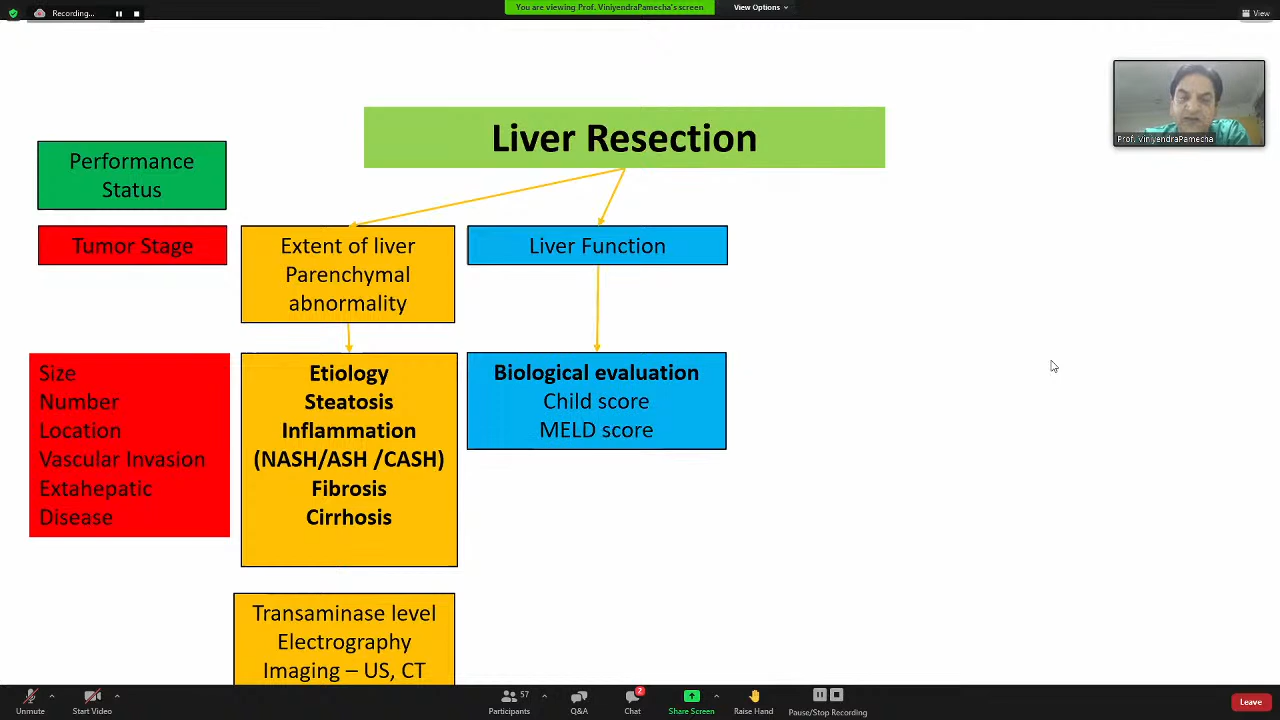 Recording...
You are viewing Prof. ViniyendraPamecha's screen
View Options
View
Prof. ViniyendraPamecha
Liver Resection
Performance
Status
Tumor Stage
Extent of liver
Parenchymal
abnormality
Liver Function
Size
Number
Location
Vascular Invasion
Extahepatic
Disease
Etiology
Steatosis
Inflammation
(NASH/ASH /CASH)
Fibrosis
Cirrhosis
Biological evaluation
Child score
MELD score
Transaminase level
Electrography
Imaging – US, CT
Unmute
Start Video
57
Participants
Q&A
2
Chat
Share Screen
Raise Hand
Pause/Stop Recording
Leave